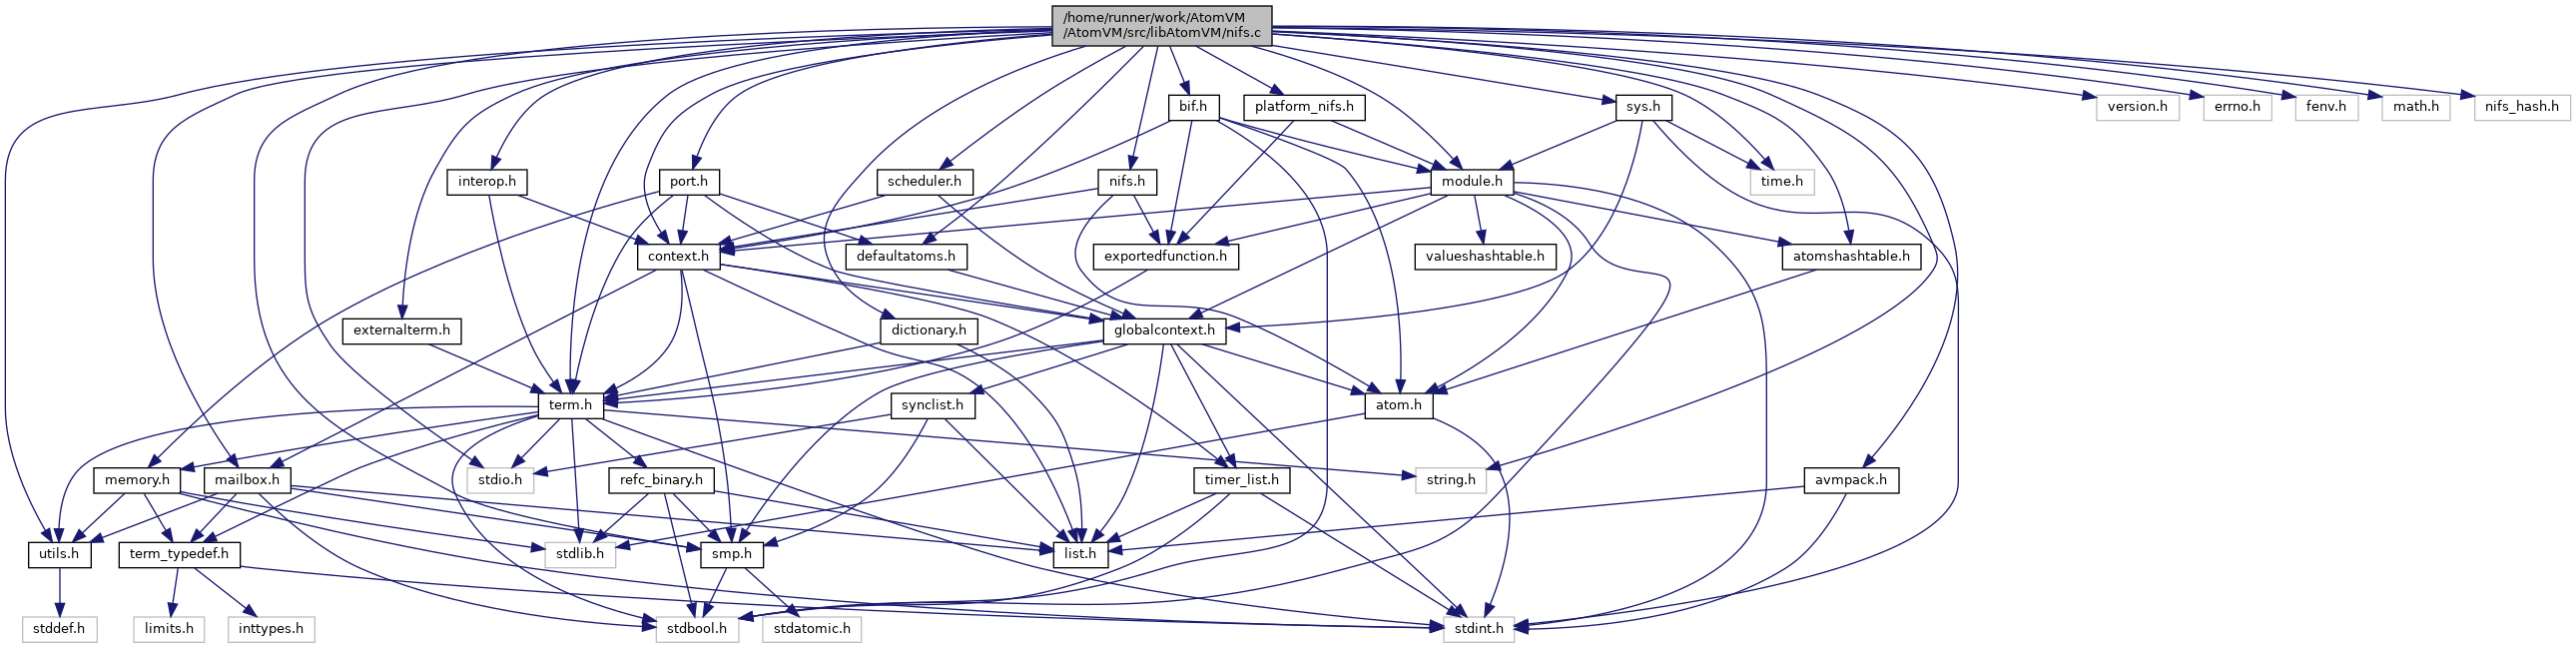 /home/runner/work/AtomVM
/AtomVM/src/libAtomVM/nifs.c
bif.h
platform_nifs.h
sys.h
version.h
errno.h
fenv.h
math.h
nifs_hash.h
interop.h
port.h
scheduler.h
nifs.h
module.h
time.h
context.h
defaultatoms.h
exportedfunction.h
valueshashtable.h
atomshashtable.h
externalterm.h
dictionary.h
globalcontext.h
term.h
synclist.h
atom.h
memory.h
mailbox.h
stdio.h
refc_binary.h
timer_list.h
string.h
avmpack.h
utils.h
term_typedef.h
stdlib.h
smp.h
list.h
stddef.h
limits.h
inttypes.h
stdbool.h
stdatomic.h
stdint.h